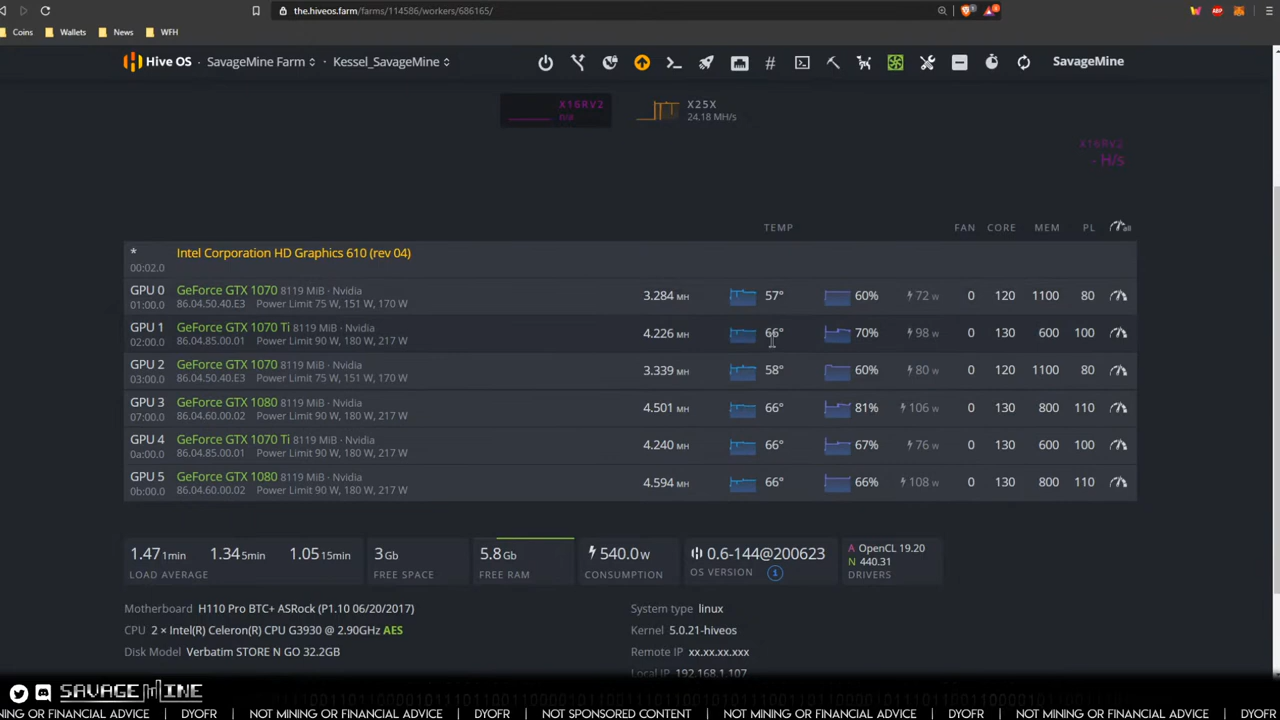 the.hiveos.farm/farms/114586/workers/686165/
Coins Wallets News WFH
Hive OS SavageMine Farm Kessel_SavageMine SavageMine
X16RV2 X25X
n/a 24.18 MH/s
X16RV2
- H/s
TEMP FAN CORE MEM PL all
* Intel Corporation HD Graphics 610 (rev 04)
00:02.0
GPU 0 GeForce GTX 1070 8119 MiB · Nvidia 3.284 MH 57° 60% 72 W 0 120 1100 80
01:00.0 86.04.50.40.E3 Power Limit 75 W, 151 W, 170 W
GPU 1 GeForce GTX 1070 Ti 8119 MiB · Nvidia 4.226 MH 66° 70% 98 W 0 130 600 100
02:00.0 86.04.85.00.01 Power Limit 90 W, 180 W, 217 W
GPU 2 GeForce GTX 1070 8119 MiB · Nvidia 3.339 MH 58° 60% 80 W 0 120 1100 80
03:00.0 86.04.50.40.E3 Power Limit 75 W, 151 W, 170 W
GPU 3 GeForce GTX 1080 8119 MiB · Nvidia 4.501 MH 66° 81% 106 W 0 130 800 110
07:00.0 86.04.60.00.02 Power Limit 90 W, 180 W, 217 W
GPU 4 GeForce GTX 1070 Ti 8119 MiB · Nvidia 4.240 MH 66° 67% 76 W 0 130 600 100
0a:00.0 86.04.85.00.01 Power Limit 90 W, 180 W, 217 W
GPU 5 GeForce GTX 1080 8119 MiB · Nvidia 4.594 MH 66° 66% 108 W 0 130 800 110
0b:00.0 86.04.60.00.02 Power Limit 90 W, 180 W, 217 W
1.47 1min 1.34 5min 1.05 15min 3 Gb 5.8 Gb 540.0 W 0.6-144@200623 A OpenCL 19.20
N 440.31
LOAD AVERAGE FREE SPACE FREE RAM CONSUMPTION OS VERSION 1 DRIVERS
Motherboard H110 Pro BTC+ ASRock (P1.10 06/20/2017) System type linux
CPU 2 × Intel(R) Celeron(R) CPU G3930 @ 2.90GHz AES Kernel 5.0.21-hiveos
Disk Model Verbatim STORE N GO 32.2GB Remote IP xx.xx.xx.xxx
Local IP 192.168.1.107
SAVAGEMINE
NING OR FINANCIAL ADVICE DYOFR NOT MINING OR FINANCIAL ADVICE DYOFR NOT SPONSORED CONTENT NOT MINING OR FINANCIAL ADVICE DYOFR NOT MINING OR FINANCIAL ADVICE DYOFR NOT